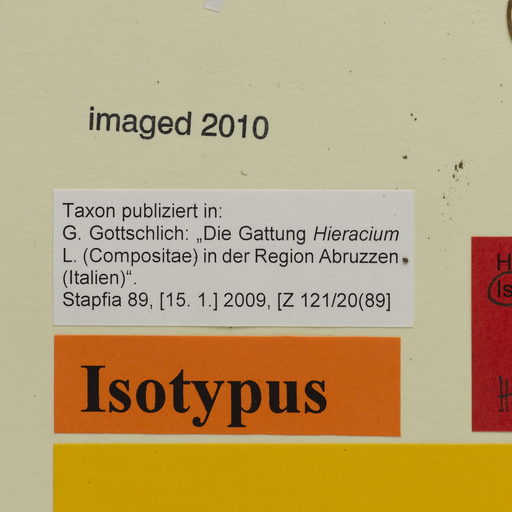 imaged 2010
Taxon publiziert in:
G. Gottschlich: „Die Gattung Hieracium
L. (Compositae) in der Region Abruzzen
(Italien)“.
Stapfia 89, [15. 1.] 2009, [Z 121/20(89]
Isotypus
H
Is